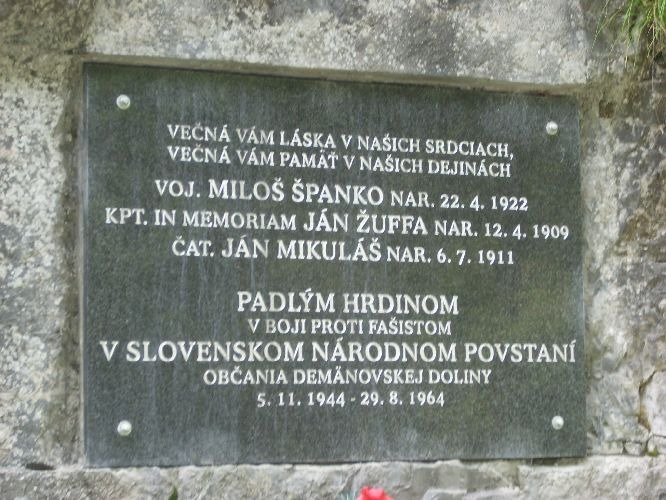 VEČNÁ VÁM LÁSKA V NAŠICH SRDCIACH,
VEČNÁ VÁM PAMÄŤ V NAŠICH DEJINÁCH
VOJ. MILOŠ ŠPANKO NAR. 22. 4. 1922
KPT. IN MEMORIAM JÁN ŽUFFA NAR. 12. 4. 1909
ČAT. JÁN MIKULÁŠ NAR. 6. 7. 1911
PADLÝM HRDINOM
V BOJI PROTI FAŠISTOM
V SLOVENSKOM NÁRODNOM POVSTANÍ
OBČANIA DEMÄNOVSKEJ DOLINY
5. 11. 1944 - 29. 8. 1964